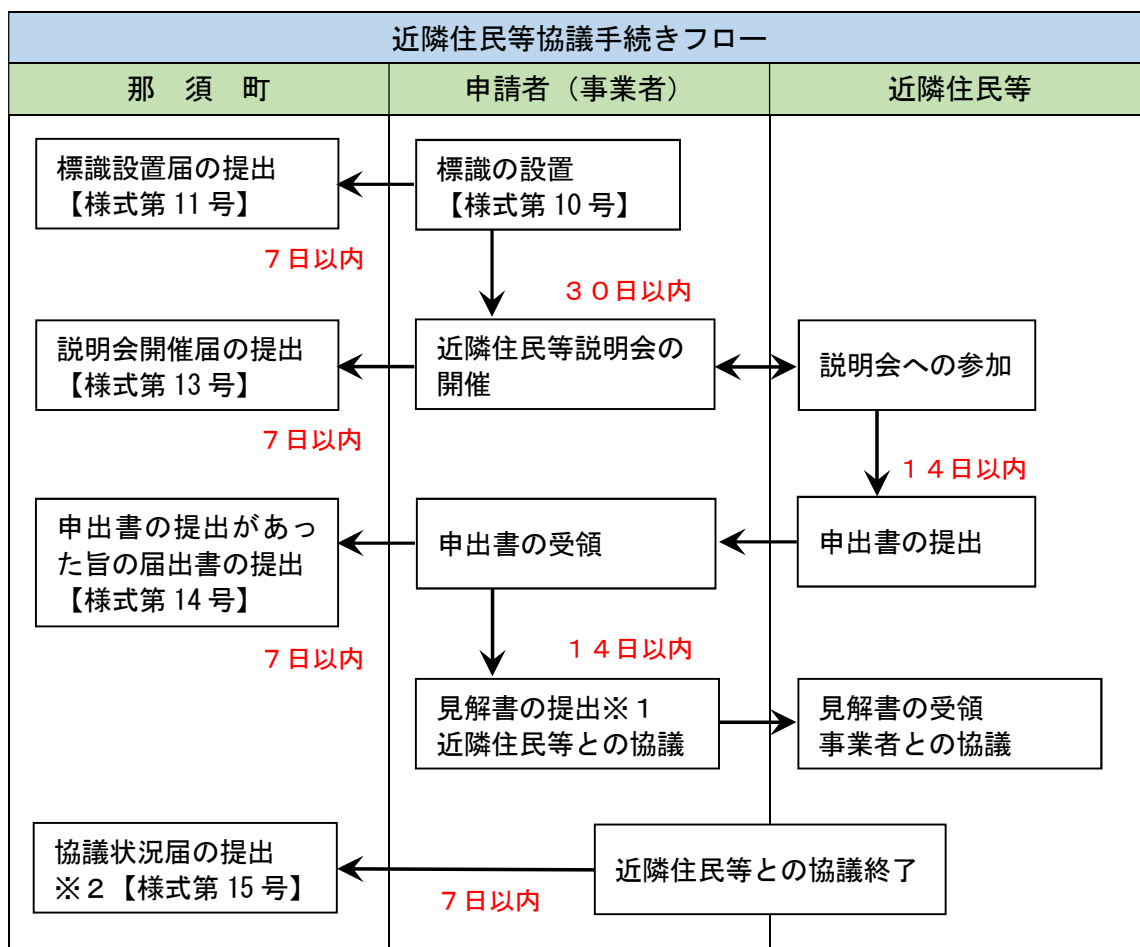 近隣住民等協議手続きフロー
那　須　町
申請者（事業者）
近隣住民等
標識設置届の提出
【様式第 11 号】
標識の設置
【様式第 10 号】
７日以内
３０日以内
説明会開催届の提出
【様式第 13 号】
近隣住民等説明会の
開催
説明会への参加
７日以内
１４日以内
申出書の提出があっ
た旨の届出書の提出
【様式第 14 号】
申出書の受領
申出書の提出
７日以内
１４日以内
見解書の提出※１
近隣住民等との協議
見解書の受領
事業者との協議
協議状況届の提出
※２【様式第 15 号】
近隣住民等との協議終了
７日以内